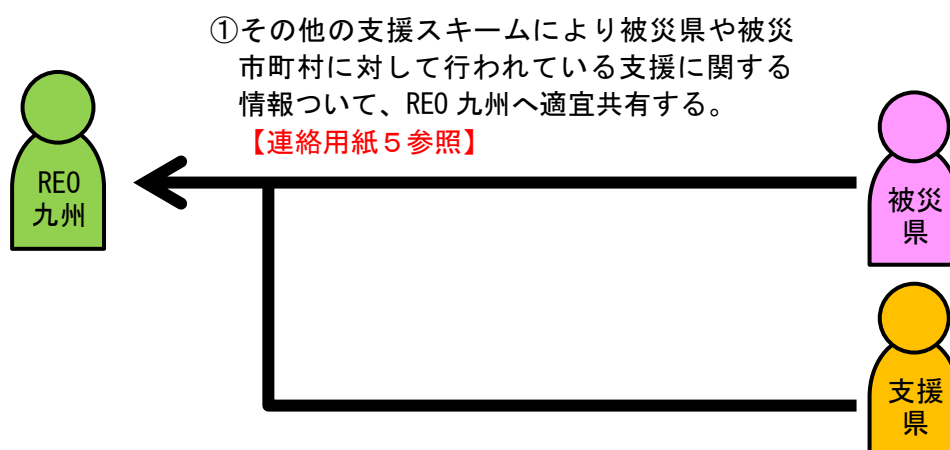 ①その他の支援スキームにより被災県や被災
市町村に対して行われている支援に関する
情報ついて、REO 九州へ適宜共有する。
【連絡用紙５参照】
REO
九州
被災
県
支援
県